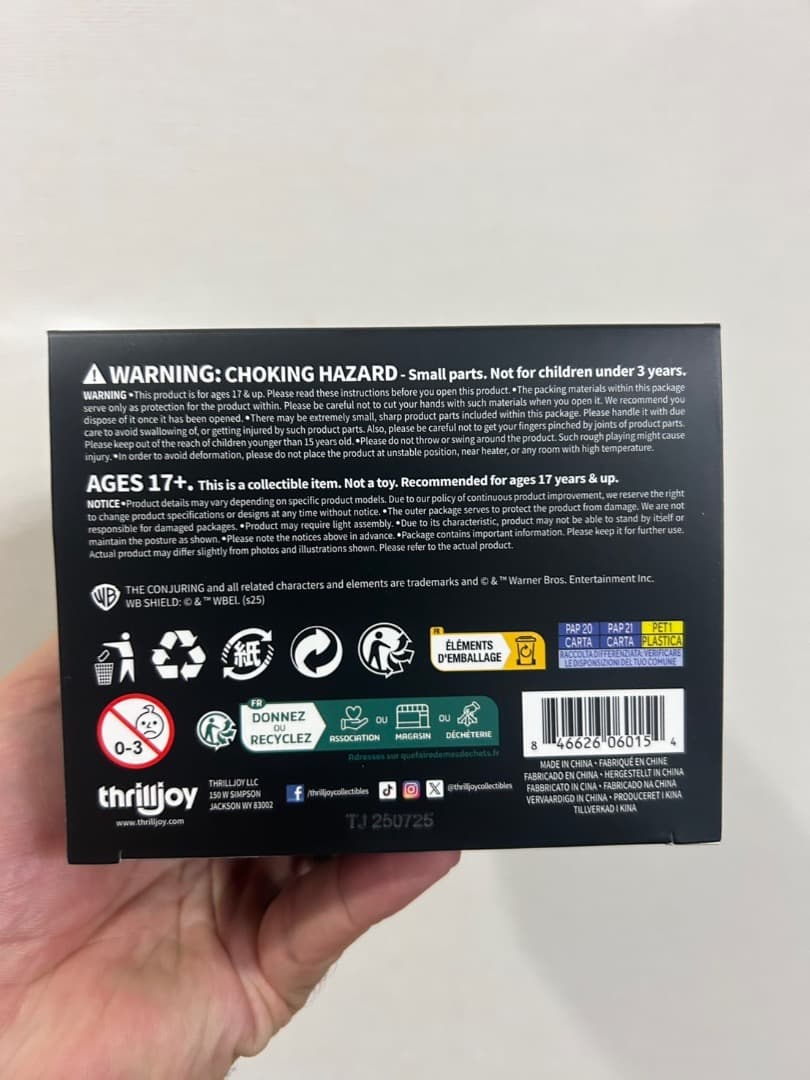 WARNING: CHOKING HAZARD - Small parts. Not for children under 3 years.
WARNING •This product is for ages 17 & up. Please read these instructions before you open this product. •The packing materials within this package
serve only as protection for the product within. Please be careful not to cut your hands with such materials when you open it. We recommend you
dispose of it once it has been opened. •There may be extremely small, sharp product parts included within this package. Please handle it with due
care to avoid swallowing of, or getting injured by such product parts. Also, please be careful not to get your fingers pinched by joints of product parts.
Please keep out of the reach of children younger than 15 years old. •Please do not throw or swing around the product. Such rough playing might cause
injury. •In order to avoid deformation, please do not place the product at unstable position, near heater, or any room with high temperature.
AGES 17+. This is a collectible item. Not a toy. Recommended for ages 17 years & up.
NOTICE •Product details may vary depending on specific product models. Due to our policy of continuous product improvement, we reserve the right
to change product specifications or designs at any time without notice. •The outer package serves to protect the product from damage. We are not
responsible for damaged packages. •Product may require light assembly. •Due to its characteristic, product may not be able to stand by itself or
maintain the posture as shown. •Please note the notices above in advance. •Package contains important information. Please keep it for further use.
Actual product may differ slightly from photos and illustrations shown. Please refer to the actual product.
WB
THE CONJURING and all related characters and elements are trademarks and © & ™ Warner Bros. Entertainment Inc.
WB SHIELD: © & ™ WBEI. (s25)
紙
FR
ÉLÉMENTS
D'EMBALLAGE
PAP 20 PAP 21 PET1
CARTA CARTA PLASTICA
RACCOLTA DIFFERENZIATA: VERIFICARE
LE DISPOSIZIONI DEL TUO COMUNE
0-3
FR
DONNEZ
OU
RECYCLEZ
ASSOCIATION OU MAGASIN OU DÉCHÈTERIE
Adresses sur quefairedemesdechets.fr
8 46626 06015 4
MADE IN CHINA • FABRIQUÉ EN CHINE
FABRICADO EN CHINA • HERGESTELLT IN CHINA
FABBRICATO IN CINA • FABRICADO NA CHINA
VERVAARDIGD IN CHINA • PRODUCERET I KINA
TILLVERKAD I KINA
thrilljoy
www.thrilljoy.com
THRILLJOY LLC
150 W SIMPSON
JACKSON WY 83002
f /thrilljoycollectibles
X @thrilljoycollectibles
TJ 250725